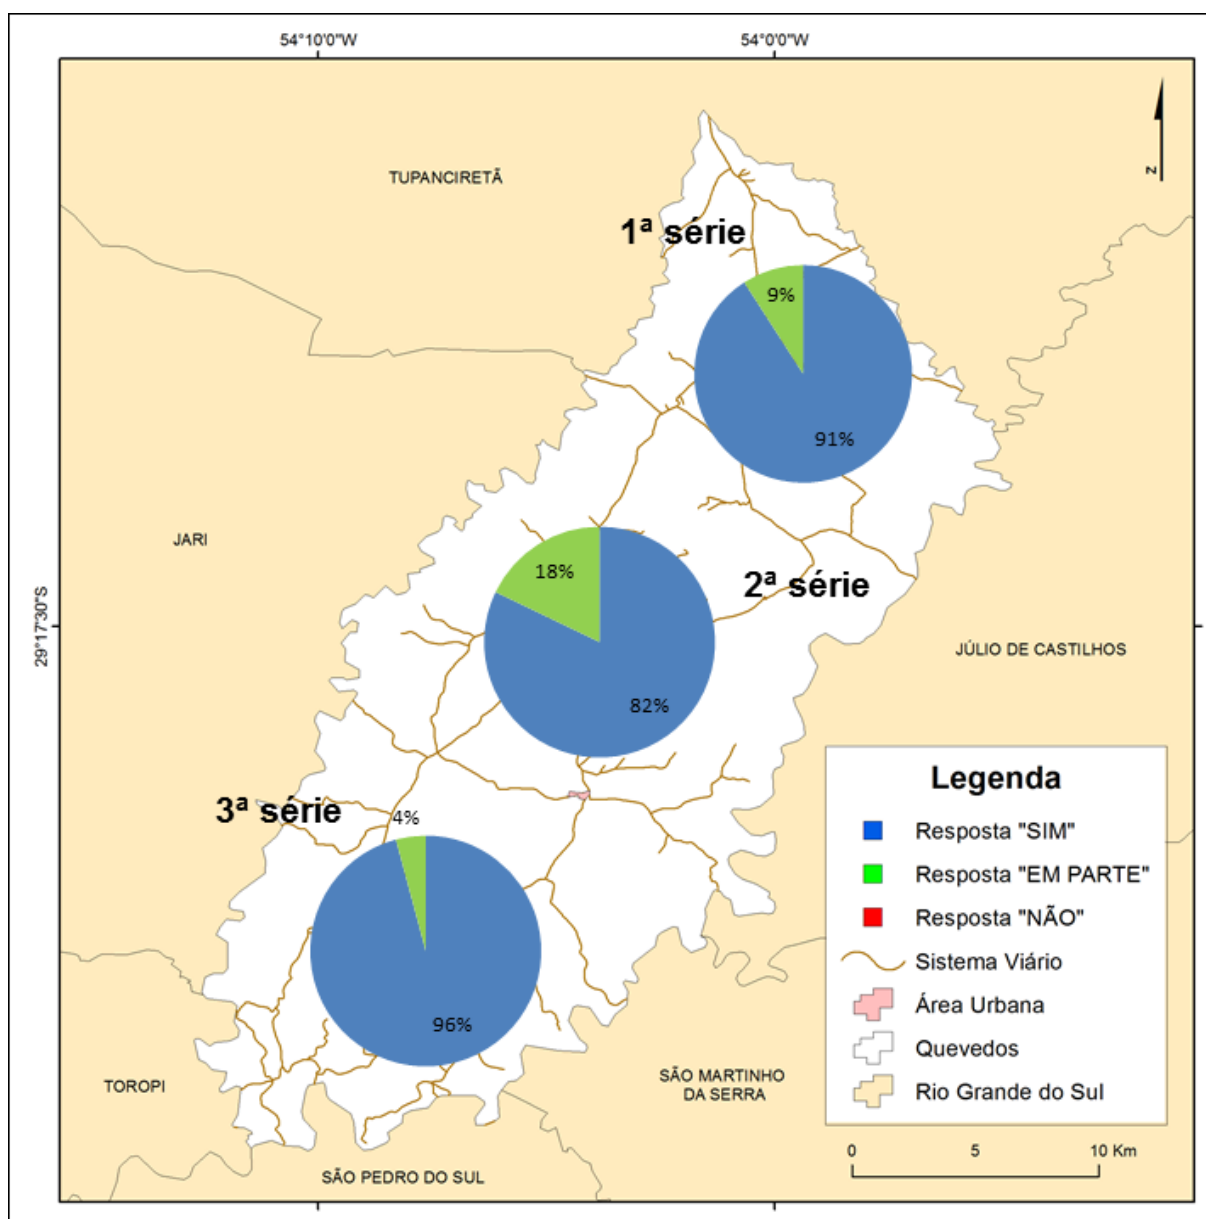 54°10'0"W
54°0'0"W
N
TUPANCIRETÃ
1ª série
9%
91%
JARI
18%
2ª série
82%
29°17'30"S
JÚLIO DE CASTILHOS
3ª série
4%
96%
TOROPI
SÃO MARTINHO
DA SERRA
SÃO PEDRO DO SUL
Legenda
Resposta "SIM"
Resposta "EM PARTE"
Resposta "NÃO"
Sistema Viário
Área Urbana
Quevedos
Rio Grande do Sul
0 5 10 Km